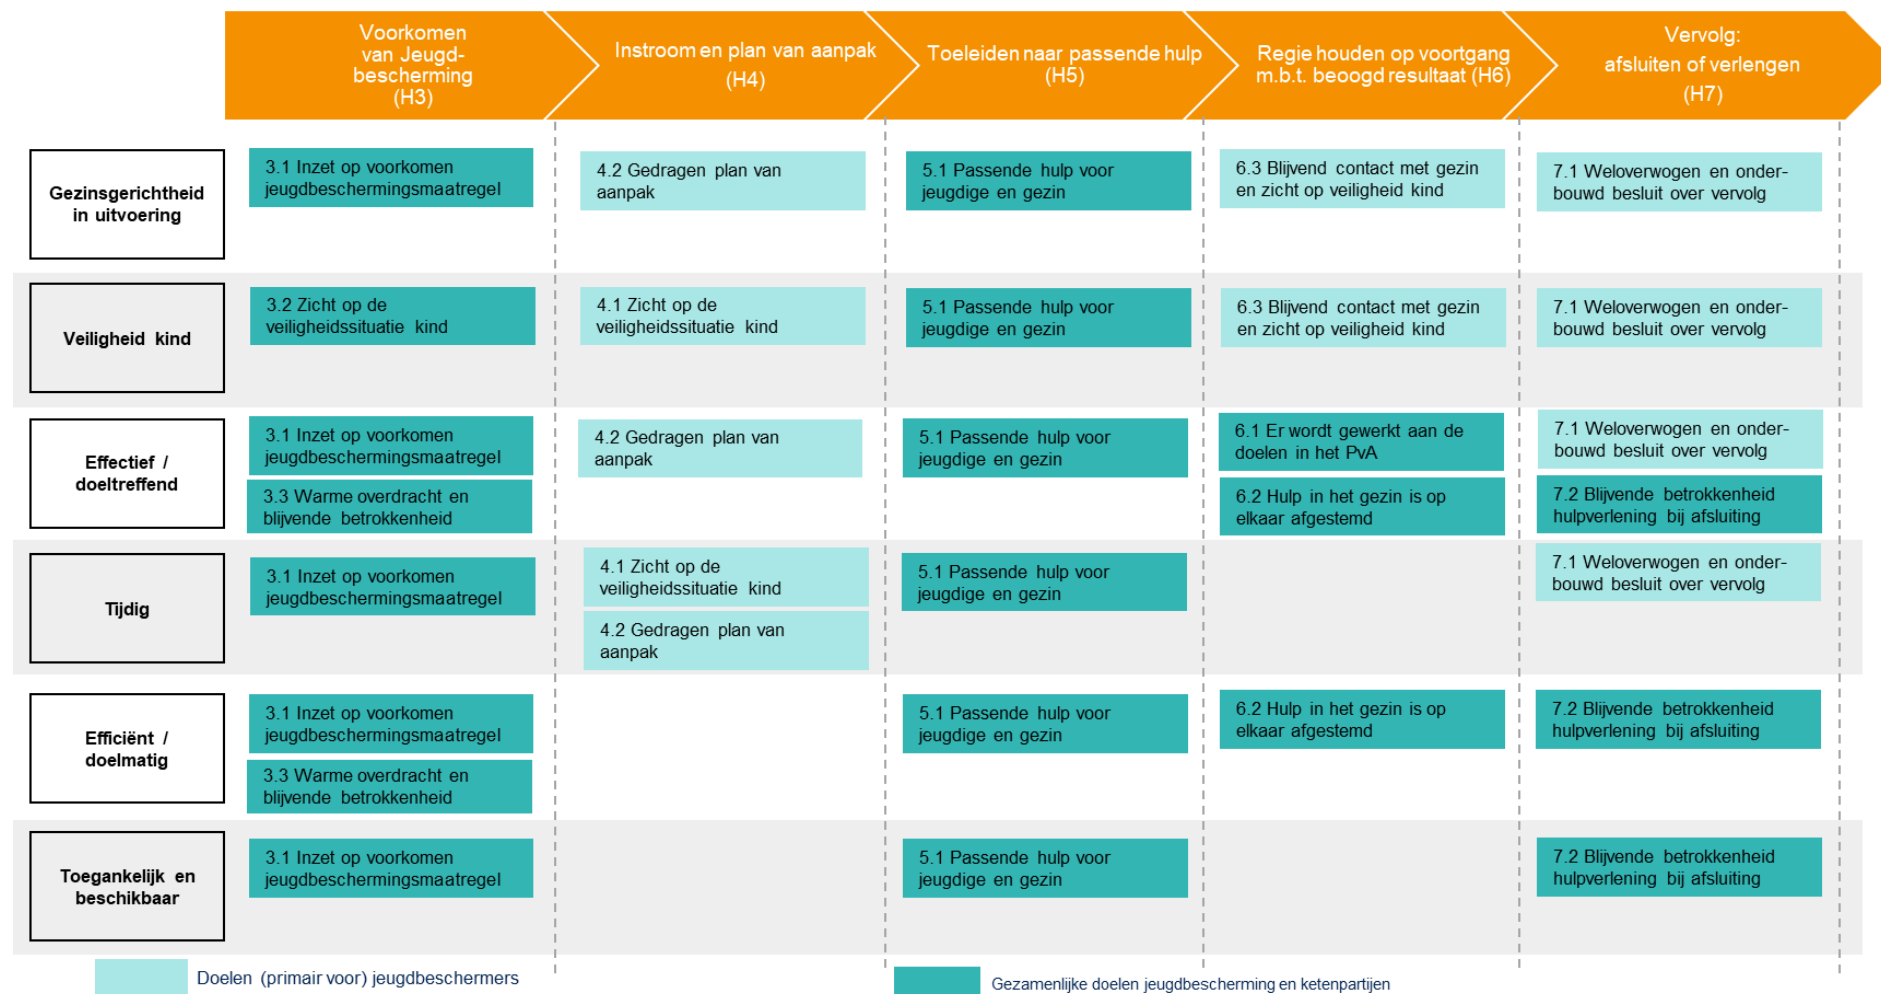 Voorkomen
van Jeugd-
bescherming
(H3)
Instroom en plan van aanpak
(H4)
Toeleiden naar passende hulp
(H5)
Regie houden op voortgang
m.b.t. beoogd resultaat (H6)
Vervolg:
afsluiten of verlengen
(H7)
Gezinsgerichtheid
in uitvoering
3.1 Inzet op voorkomen
jeugdbeschermingsmaatregel
4.2 Gedragen plan van
aanpak
5.1 Passende hulp voor
jeugdige en gezin
6.3 Blijvend contact met gezin
en zicht op veiligheid kind
7.1 Weloverwogen en onder-
bouwd besluit over vervolg
Veiligheid kind
3.2 Zicht op de
veiligheidssituatie kind
4.1 Zicht op de
veiligheidssituatie kind
5.1 Passende hulp voor
jeugdige en gezin
6.3 Blijvend contact met gezin
en zicht op veiligheid kind
7.1 Weloverwogen en onder-
bouwd besluit over vervolg
Effectief /
doeltreffend
3.1 Inzet op voorkomen
jeugdbeschermingsmaatregel
3.3 Warme overdracht en
blijvende betrokkenheid
4.2 Gedragen plan van
aanpak
5.1 Passende hulp voor
jeugdige en gezin
6.1 Er wordt gewerkt aan de
doelen in het PvA
6.2 Hulp in het gezin is op
elkaar afgestemd
7.1 Weloverwogen en onder-
bouwd besluit over vervolg
7.2 Blijvende betrokkenheid
hulpverlening bij afsluiting
Tijdig
3.1 Inzet op voorkomen
jeugdbeschermingsmaatregel
4.1 Zicht op de
veiligheidssituatie kind
4.2 Gedragen plan van
aanpak
5.1 Passende hulp voor
jeugdige en gezin
7.1 Weloverwogen en onder-
bouwd besluit over vervolg
Efficiënt /
doelmatig
3.1 Inzet op voorkomen
jeugdbeschermingsmaatregel
3.3 Warme overdracht en
blijvende betrokkenheid
5.1 Passende hulp voor
jeugdige en gezin
6.2 Hulp in het gezin is op
elkaar afgestemd
7.2 Blijvende betrokkenheid
hulpverlening bij afsluiting
Toegankelijk en
beschikbaar
3.1 Inzet op voorkomen
jeugdbeschermingsmaatregel
5.1 Passende hulp voor
jeugdige en gezin
7.2 Blijvende betrokkenheid
hulpverlening bij afsluiting
Doelen (primair voor) jeugdbeschermers
Gezamenlijke doelen jeugdbescherming en ketenpartijen